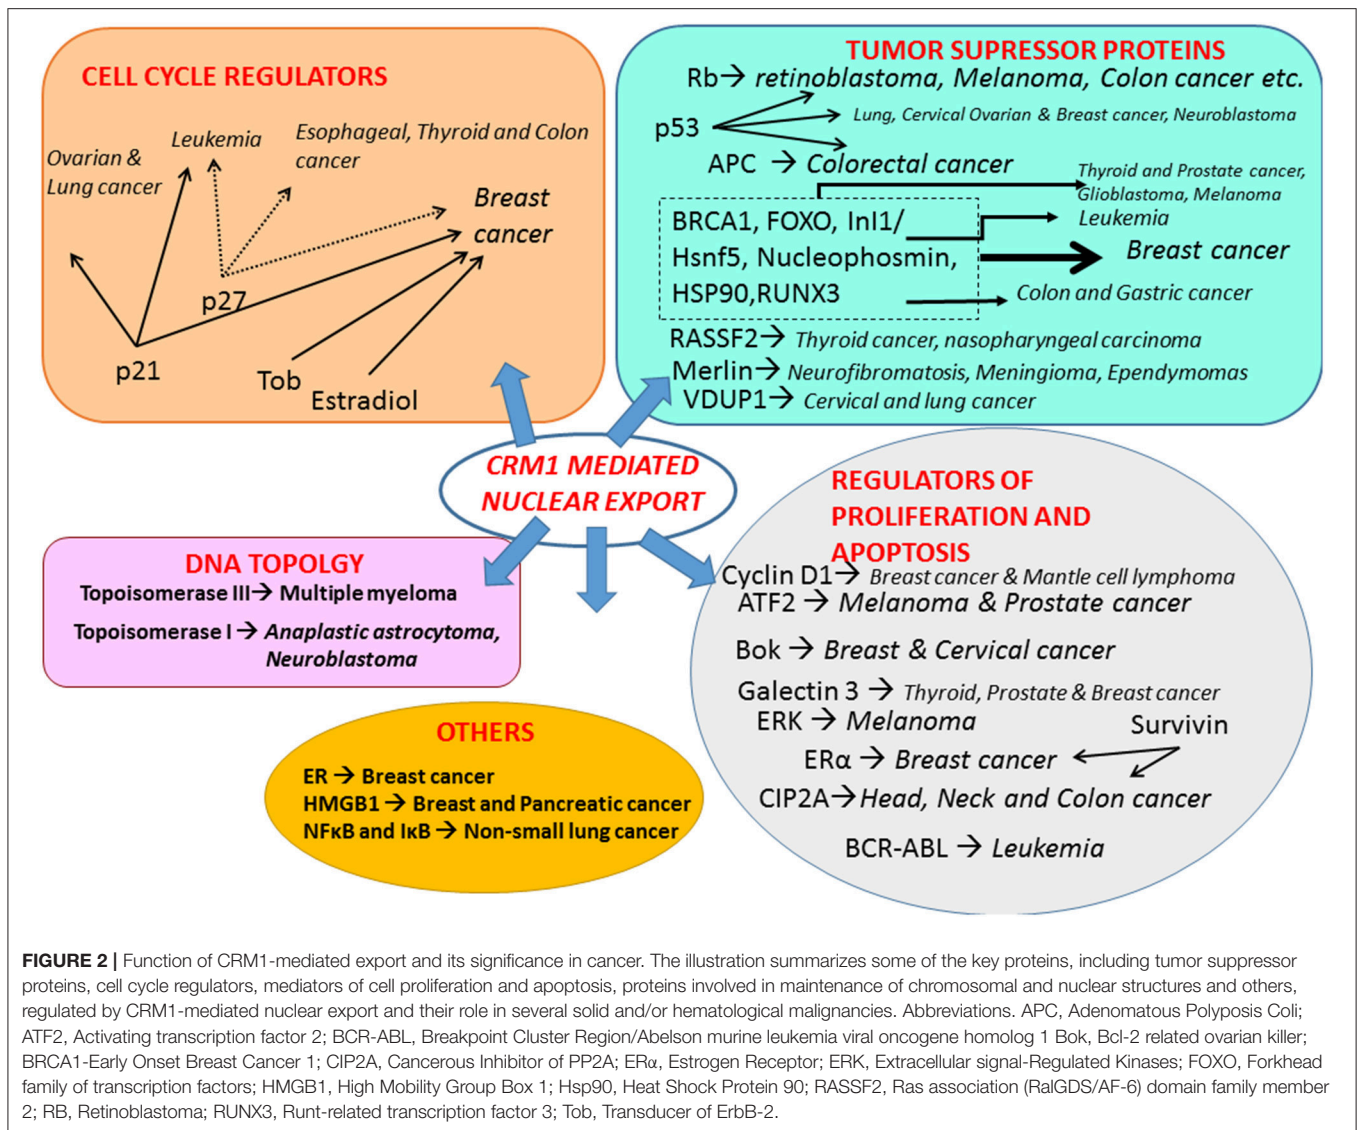 CELL CYCLE REGULATORS
Ovarian &
Lung cancer
Leukemia
Esophageal, Thyroid and Colon
cancer
Breast
cancer
p27
p21
Tob
Estradiol
TUMOR SUPRESSOR PROTEINS
Rb→ retinoblastoma, Melanoma, Colon cancer etc.
p53
Lung, Cervical Ovarian & Breast cancer, Neuroblastoma
APC → Colorectal cancer
Thyroid and Prostate cancer,
Glioblastoma, Melanoma
BRCA1, FOXO, InI1/
Hsnf5, Nucleophosmin,
HSP90,RUNX3
Leukemia
Breast cancer
Colon and Gastric cancer
RASSF2→ Thyroid cancer, nasopharyngeal carcinoma
Merlin→ Neurofibromatosis, Meningioma, Ependymomas
VDUP1→ Cervical and lung cancer
CRM1 MEDIATED
NUCLEAR EXPORT
DNA TOPOLGY
Topoisomerase III→ Multiple myeloma
Topoisomerase I → Anaplastic astrocytoma,
Neuroblastoma
REGULATORS OF
PROLIFERATION AND
APOPTOSIS
Cyclin D1→ Breast cancer & Mantle cell lymphoma
ATF2 → Melanoma & Prostate cancer
Bok → Breast & Cervical cancer
Galectin 3 → Thyroid, Prostate & Breast cancer
ERK → Melanoma
Survivin
ERα → Breast cancer
CIP2A→Head, Neck and Colon cancer
BCR-ABL → Leukemia
OTHERS
ER → Breast cancer
HMGB1 → Breast and Pancreatic cancer
NFκB and IκB → Non-small lung cancer
FIGURE 2 | Function of CRM1-mediated export and its significance in cancer. The illustration summarizes some of the key proteins, including tumor suppressor
proteins, cell cycle regulators, mediators of cell proliferation and apoptosis, proteins involved in maintenance of chromosomal and nuclear structures and others,
regulated by CRM1-mediated nuclear export and their role in several solid and/or hematological malignancies. Abbreviations. APC, Adenomatous Polyposis Coli;
ATF2, Activating transcription factor 2; BCR-ABL, Breakpoint Cluster Region/Abelson murine leukemia viral oncogene homolog 1 Bok, Bcl-2 related ovarian killer;
BRCA1-Early Onset Breast Cancer 1; CIP2A, Cancerous Inhibitor of PP2A; ERα, Estrogen Receptor; ERK, Extracellular signal-Regulated Kinases; FOXO, Forkhead
family of transcription factors; HMGB1, High Mobility Group Box 1; Hsp90, Heat Shock Protein 90; RASSF2, Ras association (RalGDS/AF-6) domain family member
2; RB, Retinoblastoma; RUNX3, Runt-related transcription factor 3; Tob, Transducer of ErbB-2.